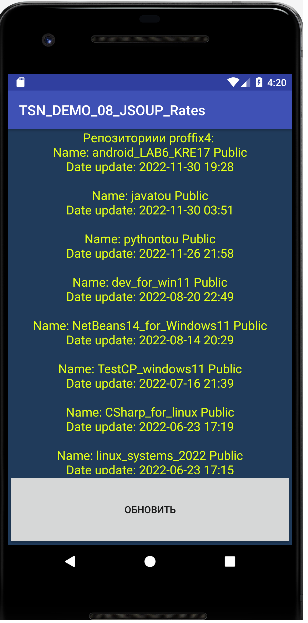 4:20
TSN_DEMO_08_JSOUP_Rates
Репозиториии proffix4:
Name: android_LAB6_KRE17 Public
Date update: 2022-11-30 19:28
Name: javatou Public
Date update: 2022-11-30 03:51
Name: pythontou Public
Date update: 2022-11-26 21:58
Name: dev_for_win11 Public
Date update: 2022-08-20 22:49
Name: NetBeans14_for_Windows11 Public
Date update: 2022-08-14 20:29
Name: TestCP_windows11 Public
Date update: 2022-07-16 21:39
Name: CSharp_for_linux Public
Date update: 2022-06-23 17:19
Name: linux_systems_2022 Public
Date update: 2022-06-23 17:15
ОБНОВИТЬ